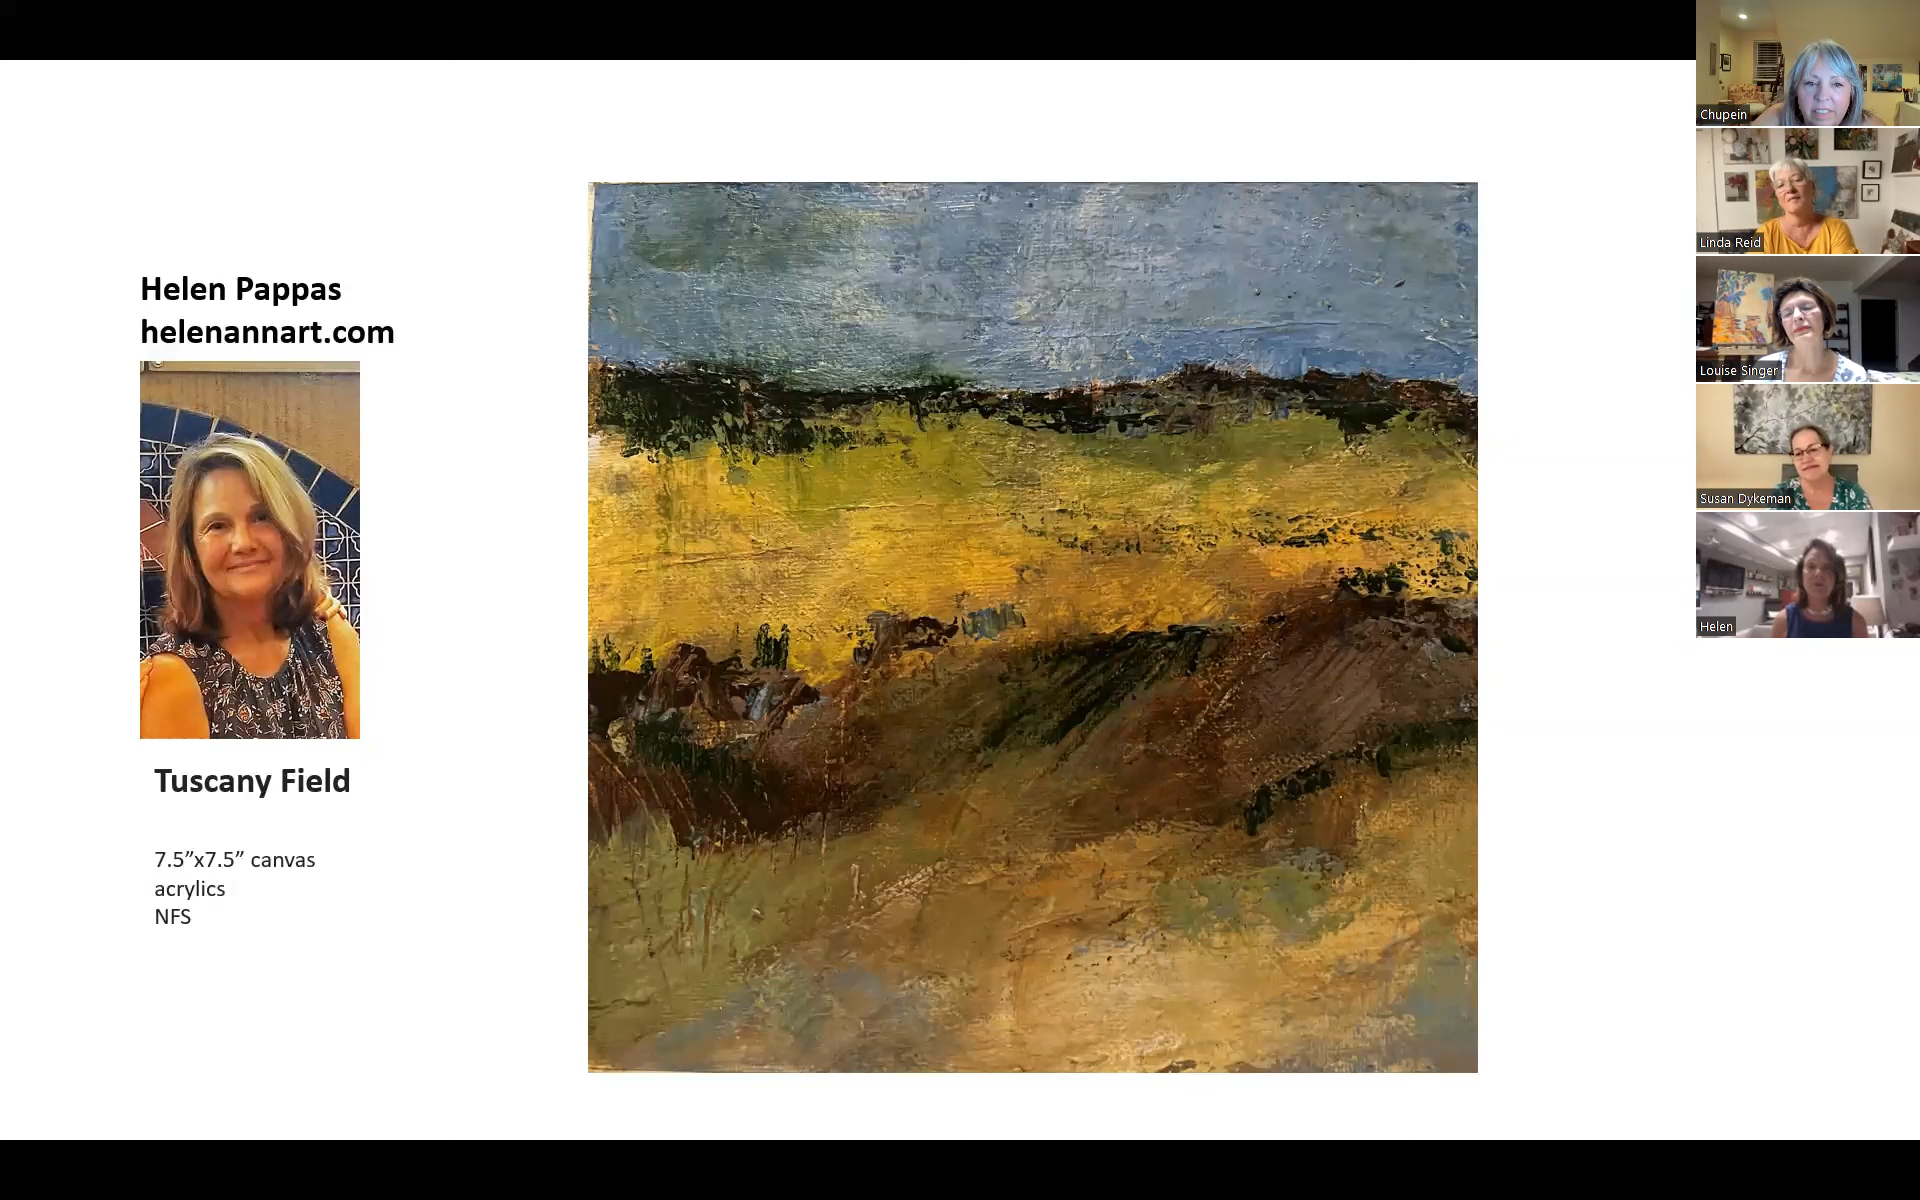 Helen Pappas
helenannart.com
Tuscany Field
7.5”x7.5” canvas
acrylics
NFS
Chupein
Linda Reid
Louise Singer
Susan Dykeman
Helen